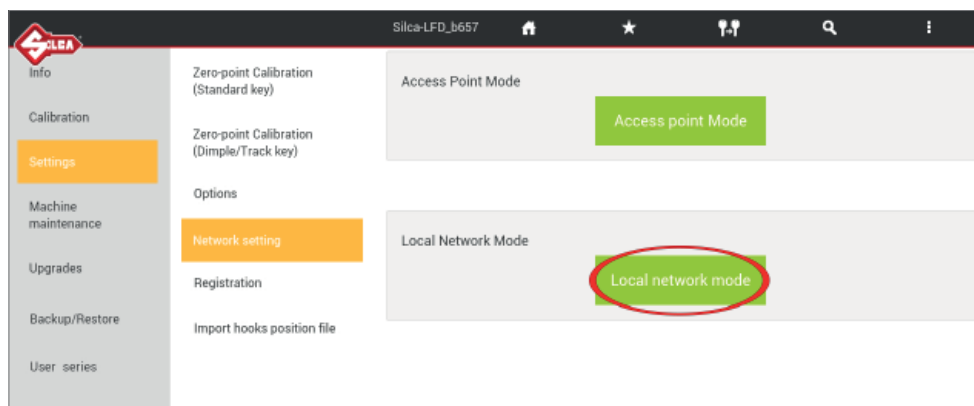 SILCA
Silca-LFD_b657
Info
Calibration
Settings
Machine
maintenance
Upgrades
Backup/Restore
User series
Zero-point Calibration
(Standard key)
Zero-point Calibration
(Dimple/Track key)
Options
Network setting
Registration
Import hooks position file
Access Point Mode
Access point Mode
Local Network Mode
Local network mode